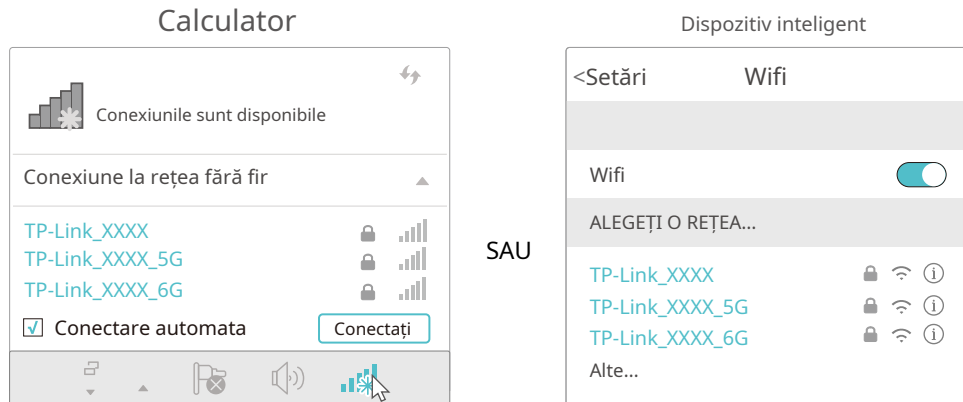 Calculator
Conexiunile sunt disponibile
Conexiune la rețea fără fir
TP-Link_XXXX
TP-Link_XXXX_5G
TP-Link_XXXX_6G
Conectare automata
Conectați
SAU
Dispozitiv inteligent
<Setări Wifi
Wifi
ALEGEȚI O REȚEA...
TP-Link_XXXX
TP-Link_XXXX_5G
TP-Link_XXXX_6G
Alte...